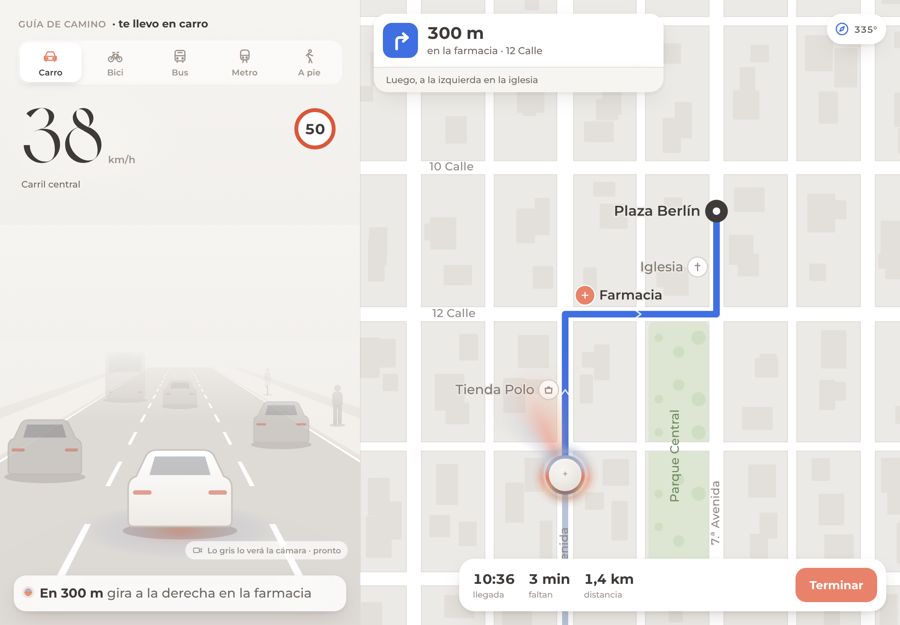 GUÍA DE CAMINO · te llevo en carro
Carro
Bici
Bus
Metro
A pie
38 km/h
50
Carril central
Lo gris lo verá la cámara · pronto
En 300 m gira a la derecha en la farmacia
300 m
en la farmacia · 12 Calle
Luego, a la izquierda en la iglesia
335°
10 Calle
Plaza Berlín
Iglesia
Farmacia
12 Calle
Tienda Polo
Parque Central
7.ª Avenida
10:36
llegada
3 min
faltan
1,4 km
distancia
Terminar